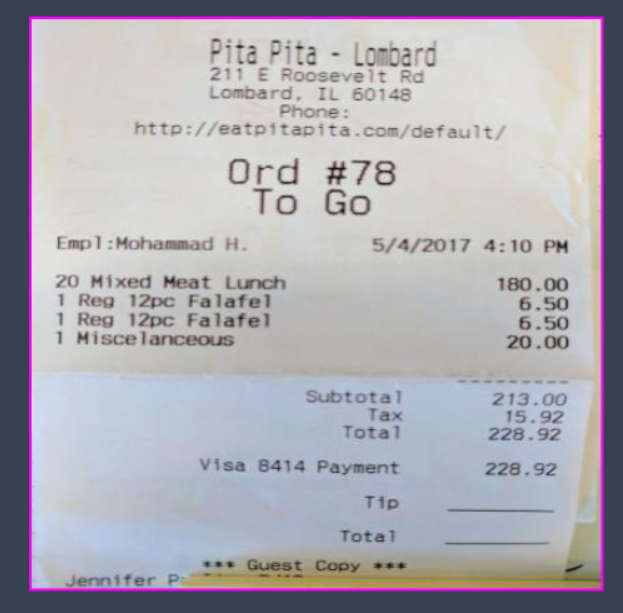 Pita Pita - Lombard
211 E Roosevelt Rd
Lombard, IL 60148
Phone:
http://eatpitapita.com/default/
Ord #78
To Go
Empl:Mohammad H. 5/4/2017 4:10 PM
20 Mixed Meat Lunch 180.00
1 Reg 12pc Falafel 6.50
1 Reg 12pc Falafel 6.50
1 Miscelanceous 20.00
Subtotal 213.00
Tax 15.92
Total 228.92
Visa 8414 Payment 228.92
Tip
Total
*** Guest Copy ***
Jennifer